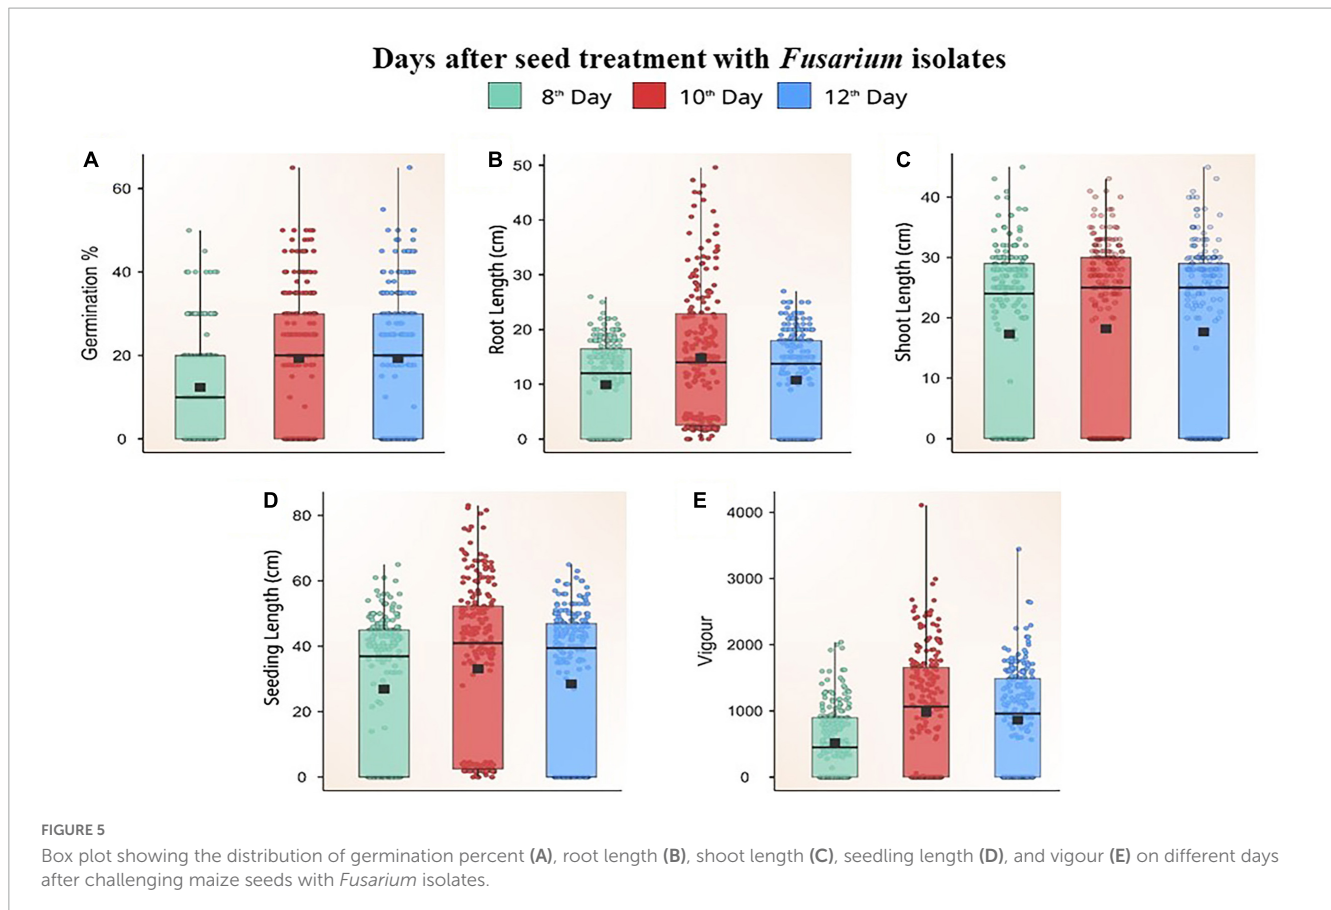 Days after seed treatment with Fusarium isolates
8th Day 10th Day 12th Day
A
Germination %
60
40
20
0
B
Root Length (cm)
50
40
30
20
10
0
C
Shoot Length (cm)
40
30
20
10
0
D
Seeding Length (cm)
80
60
40
20
0
E
Vigour
4000
3000
2000
1000
0
FIGURE 5
Box plot showing the distribution of germination percent (A), root length (B), shoot length (C), seedling length (D), and vigour (E) on different days
after challenging maize seeds with Fusarium isolates.